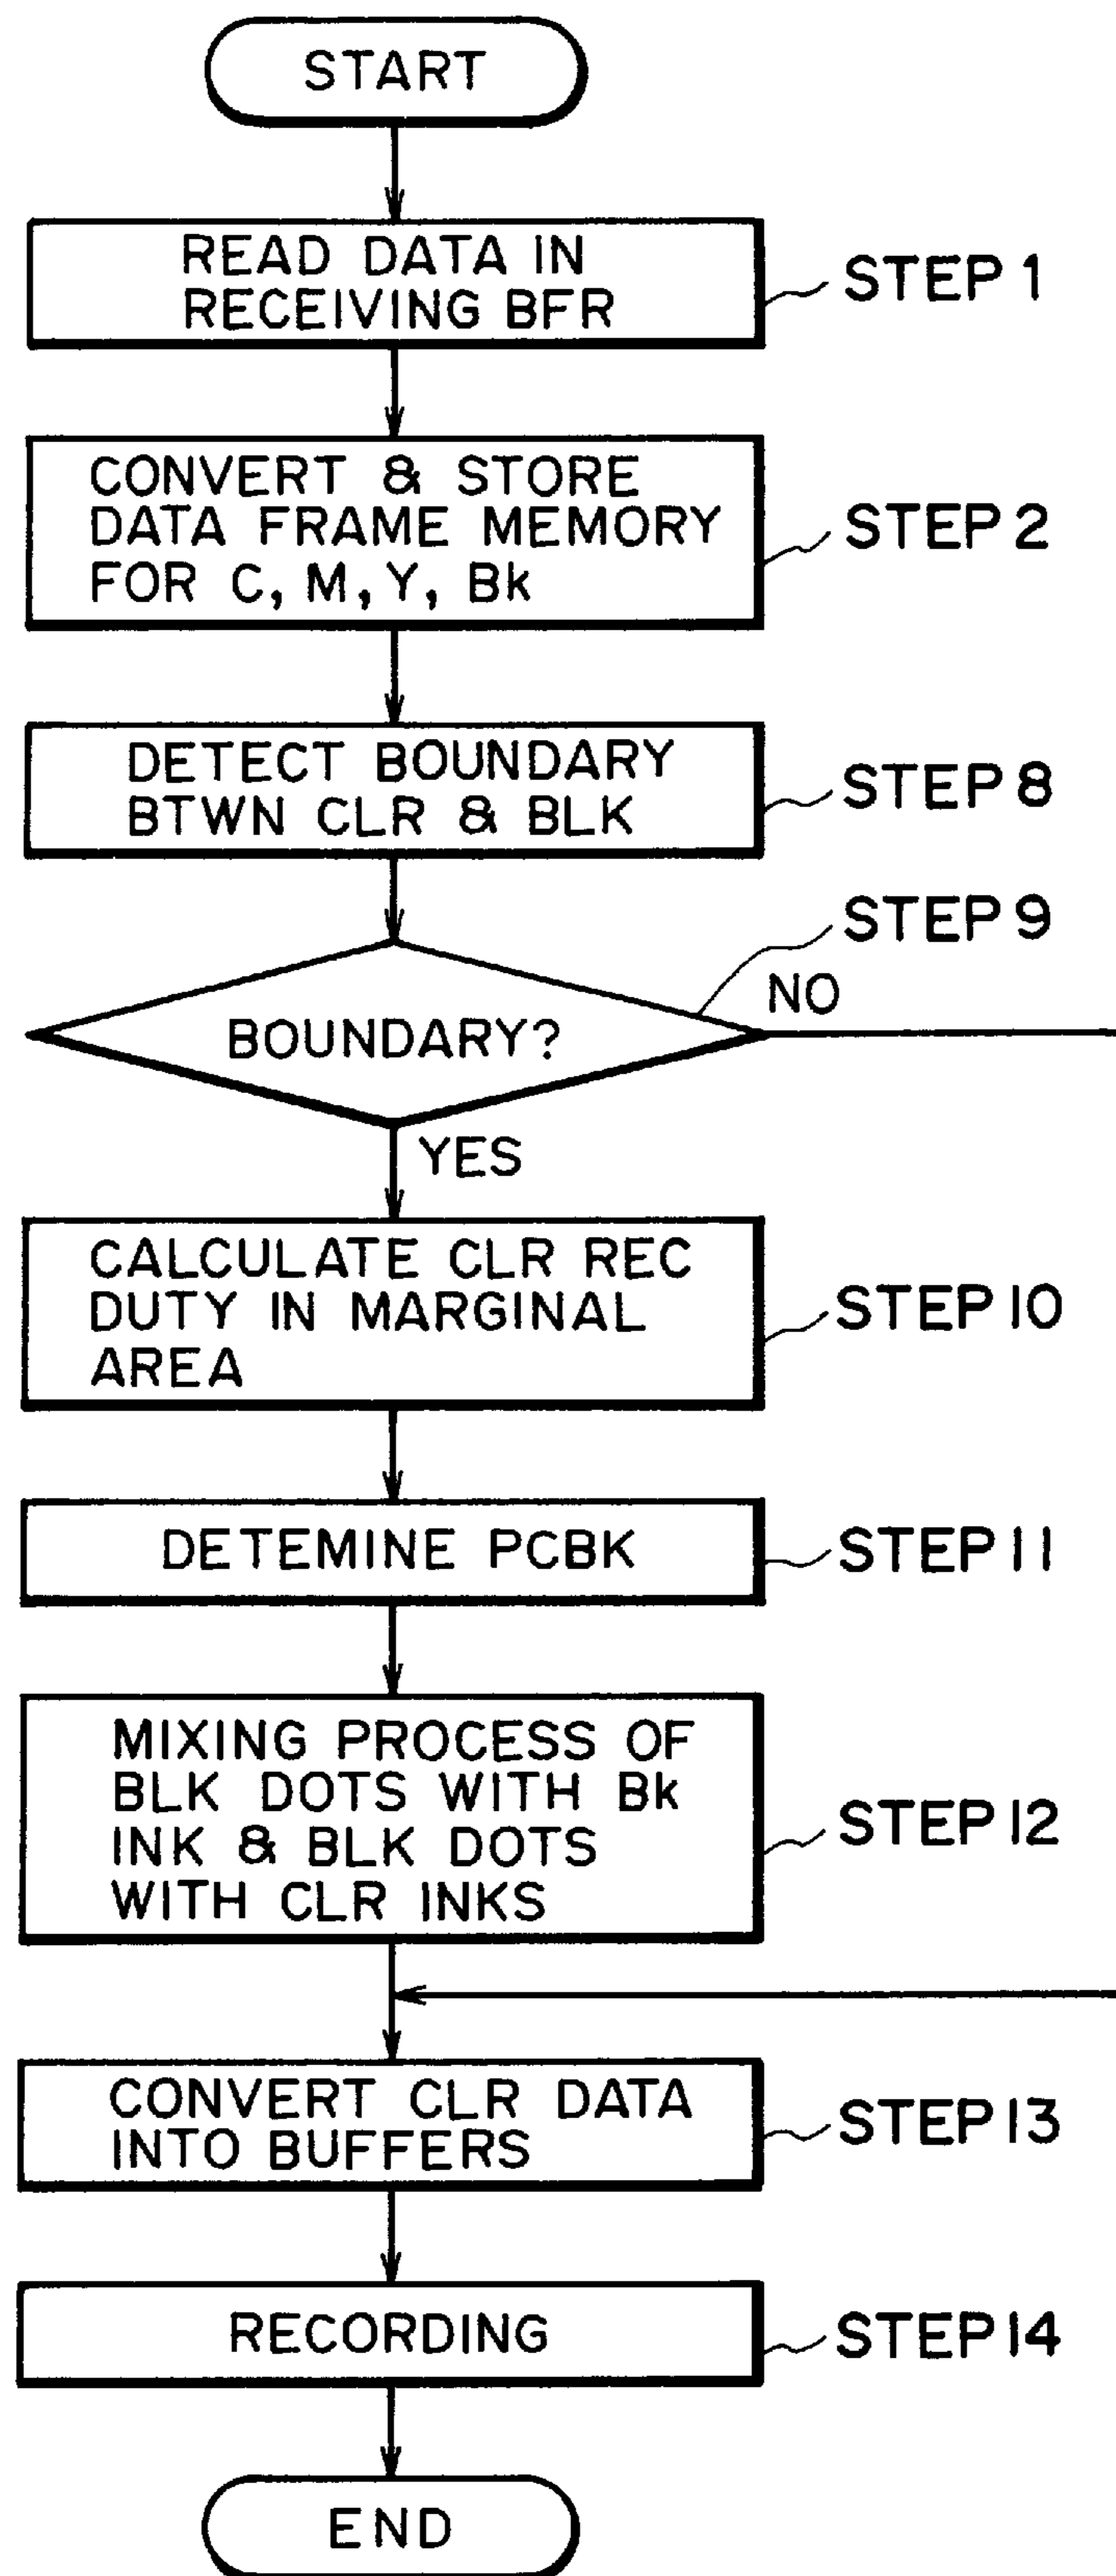 START
READ DATA IN
RECEIVING BFR
STEP 1
CONVERT & STORE
DATA FRAME MEMORY
FOR C, M, Y, Bk
STEP 2
DETECT BOUNDARY
BTWN CLR & BLK
STEP 8
STEP 9
NO
BOUNDARY?
YES
CALCULATE CLR REC
DUTY IN MARGINAL
AREA
STEP 10
DETEMINE PCBK
STEP 11
MIXING PROCESS OF
BLK DOTS WITH Bk
INK & BLK DOTS
WITH CLR INKS
STEP 12
CONVERT CLR DATA
INTO BUFFERS
STEP 13
RECORDING
STEP 14
END